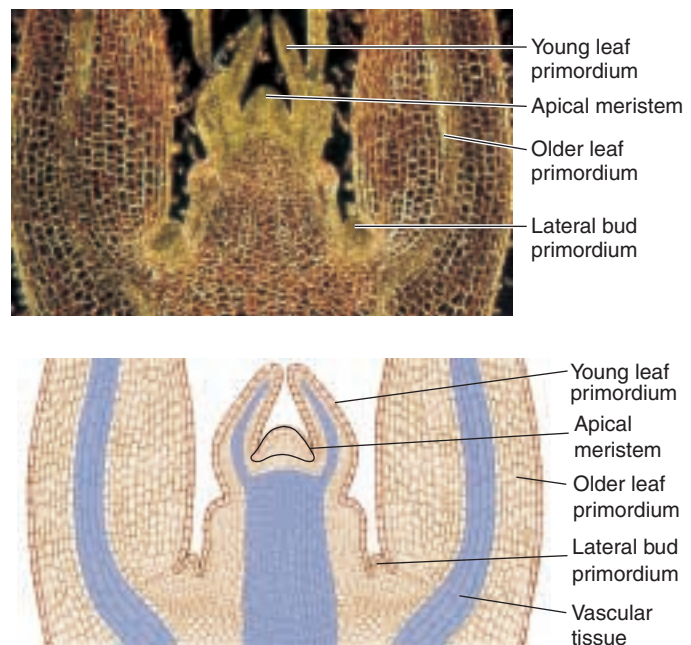 Young leaf
primordium
Apical meristem
Older leaf
primordium
Lateral bud
primordium
Young leaf
primordium
Apical
meristem
Older leaf
primordium
Lateral bud
primordium
Vascular
tissue